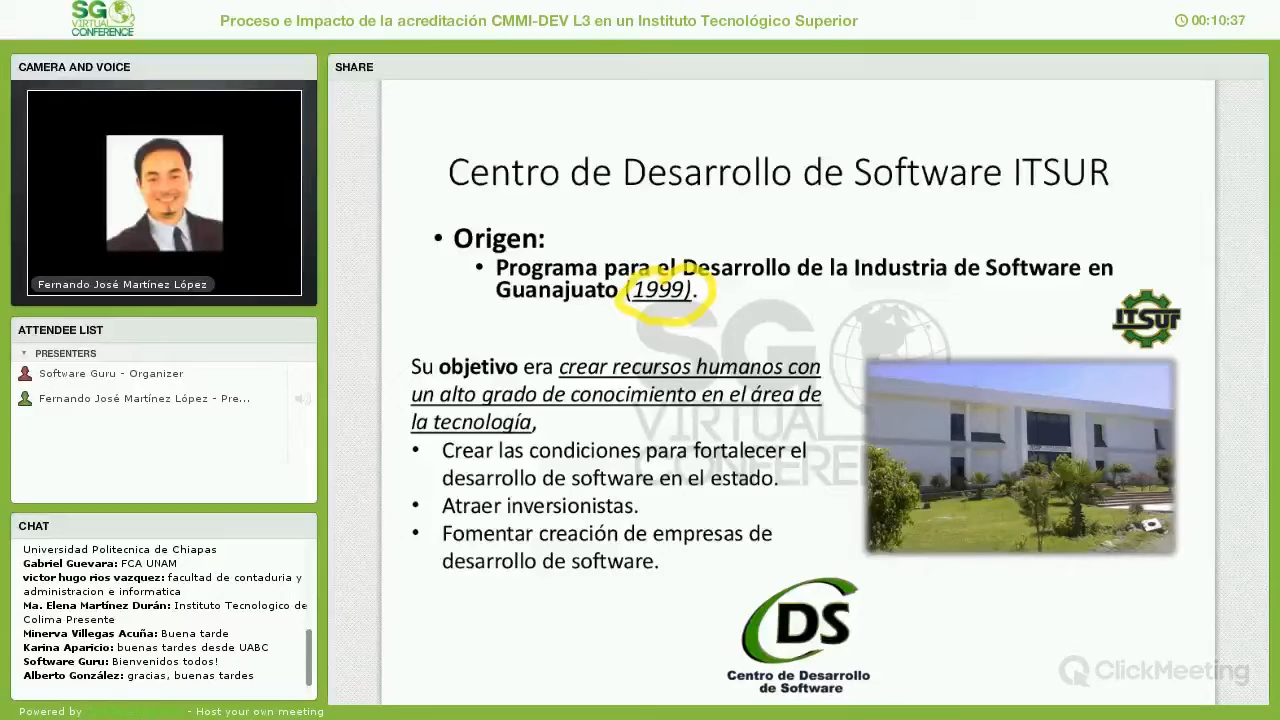 SG
VIRTUAL
CONFERENCE
Proceso e Impacto de la acreditación CMMI-DEV L3 en un Instituto Tecnológico Superior
00:10:37
CAMERA AND VOICE
Fernando José Martínez López
ATTENDEE LIST
PRESENTERS
Software Guru - Organizer
Fernando José Martínez López - Pre...
CHAT
Universidad Politecnica de Chiapas
Gabriel Guevara: FCA UNAM
victor hugo rios vazquez: facultad de contaduria y
administracion e informatica
Ma. Elena Martínez Durán: Instituto Tecnologico de
Colima Presente
Minerva Villegas Acuña: Buena tarde
Karina Aparicio: buenas tardes desde UABC
Software Guru: Bienvenidos todos!
Alberto González: gracias, buenas tardes
Powered by
- Host your own meeting
SHARE
Centro de Desarrollo de Software ITSUR
• Origen:
• Programa para el Desarrollo de la Industria de Software en
Guanajuato (1999).
ITSUR
Su objetivo era crear recursos humanos con
un alto grado de conocimiento en el área de
la tecnología,
• Crear las condiciones para fortalecer el
desarrollo de software en el estado.
• Atraer inversionistas.
• Fomentar creación de empresas de
desarrollo de software.
SG
VIRTUAL
CONFERENCE
CDS
Centro de Desarrollo
de Software
ClickMeeting